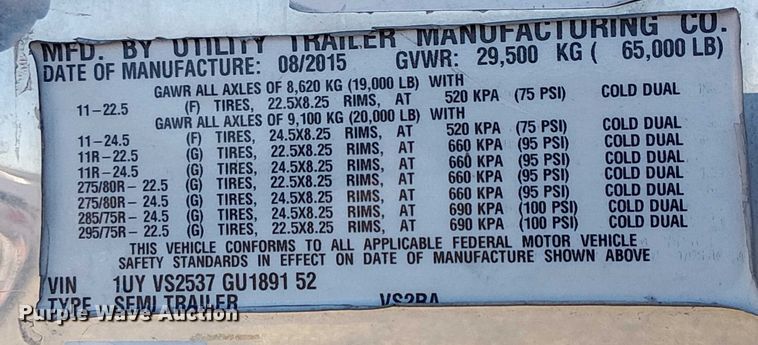 MFD. BY UTILITY TRAILER MANUFACTURING CO.
DATE OF MANUFACTURE: 08/2015 GVWR: 29,500 KG ( 65,000 LB)
GAWR ALL AXLES OF 8,620 KG (19,000 LB) WITH
11-22.5 (F) TIRES, 22.5X8.25 RIMS, AT 520 KPA (75 PSI) COLD DUAL
GAWR ALL AXLES OF 9,100 KG (20,000 LB) WITH
11-24.5 (F) TIRES, 24.5X8.25 RIMS, AT 520 KPA (75 PSI) COLD DUAL
11R-22.5 (G) TIRES, 22.5X8.25 RIMS, AT 660 KPA (95 PSI) COLD DUAL
11R-24.5 (G) TIRES, 24.5X8.25 RIMS, AT 660 KPA (95 PSI) COLD DUAL
275/80R- 22.5 (G) TIRES, 22.5X8.25 RIMS, AT 660 KPA (95 PSI) COLD DUAL
275/80R- 24.5 (G) TIRES, 24.5X8.25 RIMS, AT 660 KPA (95 PSI) COLD DUAL
285/75R- 24.5 (G) TIRES, 24.5X8.25 RIMS, AT 690 KPA (100 PSI) COLD DUAL
295/75R- 22.5 (G) TIRES, 22.5X8.25 RIMS, AT 690 KPA (100 PSI) COLD DUAL
THIS VEHICLE CONFORMS TO ALL APPLICABLE FEDERAL MOTOR VEHICLE
SAFETY STANDARDS IN EFFECT ON DATE OF MANUFACTURE SHOWN ABOVE
VIN 1UY VS2537 GU1891 52
TYPE SEMITRAILER VS2RA
Purple Wave Auction